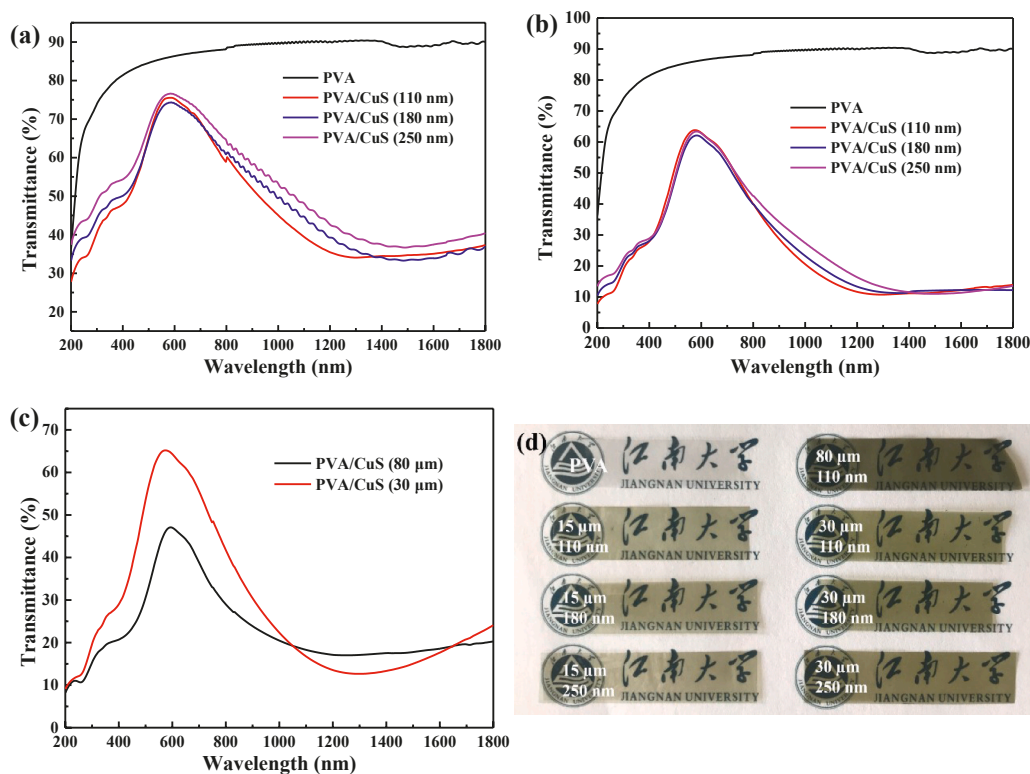 (a)
90
80
70
60
50
40
30
20
Transmittance (%)
PVA
PVA/CuS (110 nm)
PVA/CuS (180 nm)
PVA/CuS (250 nm)
200 400 600 800 1000 1200 1400 1600 1800
Wavelength (nm)
(b)
100
90
80
70
60
50
40
30
20
10
0
Transmittance (%)
PVA
PVA/CuS (110 nm)
PVA/CuS (180 nm)
PVA/CuS (250 nm)
200 400 600 800 1000 1200 1400 1600 1800
Wavelength (nm)
(c)
70
60
50
40
30
20
10
0
Transmittance (%)
PVA/CuS (80 μm)
PVA/CuS (30 μm)
200 400 600 800 1000 1200 1400 1600 1800
Wavelength (nm)
(d)
PVA
江南大学
JIANGNAN UNIVERSITY
80 μm
110 nm
江南大学
JIANGNAN UNIVERSITY
15 μm
110 nm
江南大学
JIANGNAN UNIVERSITY
30 μm
110 nm
江南大学
JIANGNAN UNIVERSITY
15 μm
180 nm
江南大学
JIANGNAN UNIVERSITY
30 μm
180 nm
江南大学
JIANGNAN UNIVERSITY
15 μm
250 nm
江南大学
JIANGNAN UNIVERSITY
30 μm
250 nm
江南大学
JIANGNAN UNIVERSITY